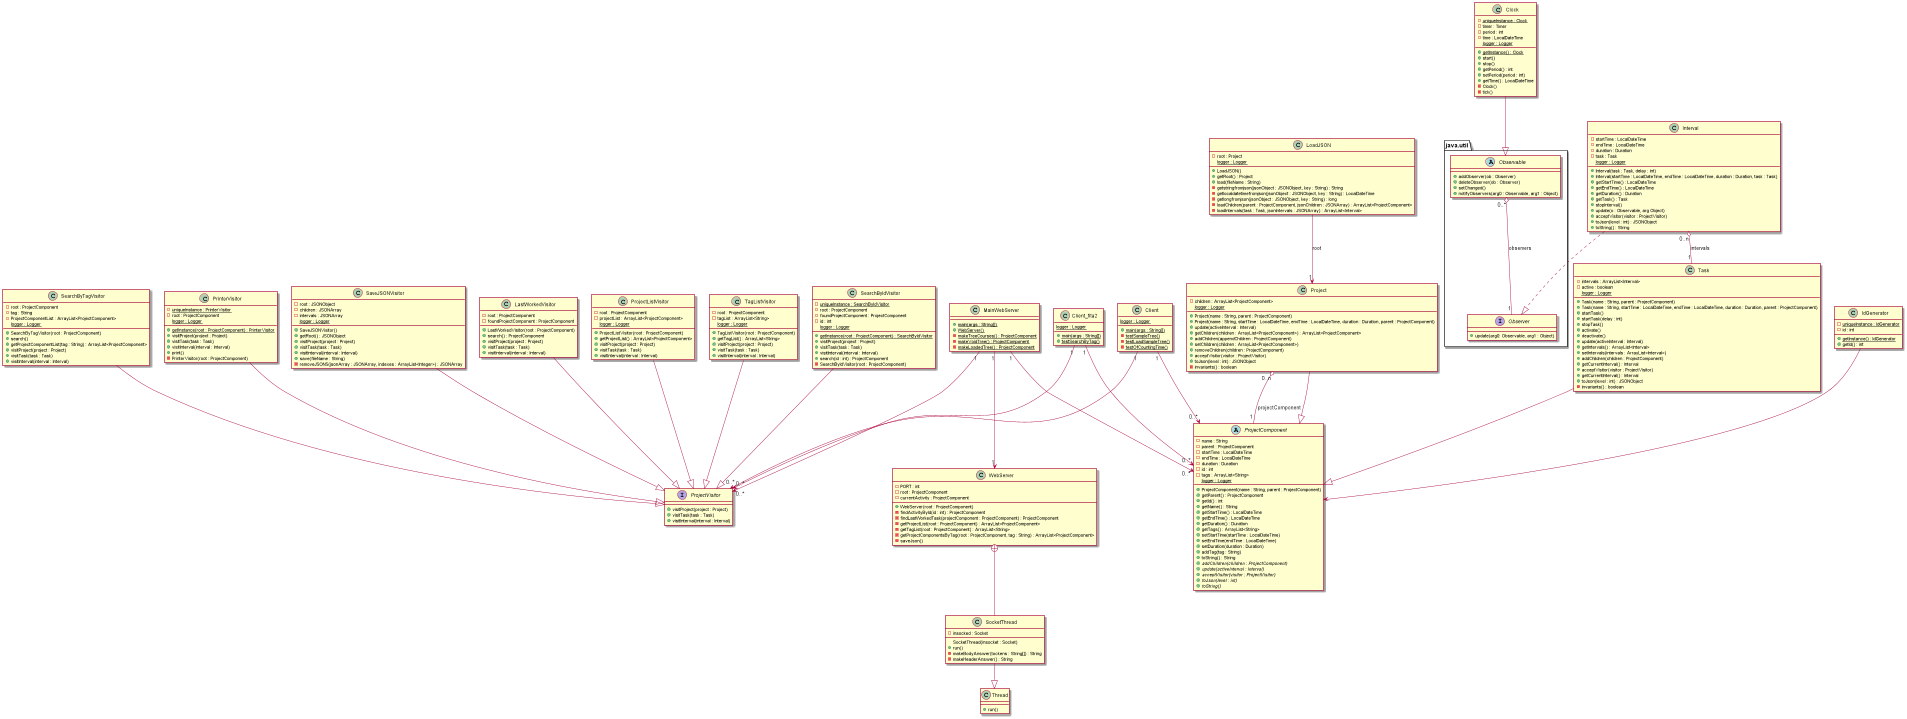 Clock
uniqueInstance : Clock
timer : Timer
period : int
time : LocalDateTime
logger : Logger
getInstance() : Clock
start()
stop()
getPeriod() : int
setPeriod(period : int)
getTime() : LocalDateTime
Clock()
tick()
java.util
Observable
addObserver(ob : Observer)
deleteObserver(ob : Observer)
setChanged()
notifyObservers(arg0 : Observable, arg1 : Object)
observers
Observer
update(arg0 : Observable, arg1 : Object)
Interval
startTime : LocalDateTime
endTime : LocalDateTime
duration : Duration
task : Task
logger : Logger
Interval(task : Task, delay : int)
Interval(startTime : LocalDateTime, endTime : LocalDateTime, duration : Duration, task : Task)
getStartTime() : LocalDateTime
getEndTime() : LocalDateTime
getDuration() : Duration
getTask() : Task
stopInterval()
update(o : Observable, arg Object)
acceptVisitor(visitor : ProjectVisitor)
toJson(level : int) : JSONObject
toString() : String
0..n
intervals
1
LoadJSON
root : Project
logger : Logger
LoadJSON()
getRoot() : Project
load(fileName : String)
getstringfromjson(jsonObject : JSONObject, key : String) : String
getlocaldatefromjson(jsonObject : JSONObject, key : String) : LocalDateTime
getlongfromjson(jsonObject : JSONObject, key : String) : long
loadChildren(parent : ProjectComponent, jsonChildren : JSONArray) : ArrayList<ProjectComponent>
loadIntervals(task : Task, jsonIntervals : JSONArray) : ArrayList<Interval>
root
SearchByTagVisitor
root : ProjectComponent
tag : String
ProjectComponentList : ArrayList<ProjectComponent>
logger : Logger
SearchByTagVisitor(root : ProjectComponent)
search()
getProjectComponentList(tag : String) : ArrayList<ProjectComponent>
visitProject(project : Project)
visitTask(task : Task)
visitInterval(interval : Interval)
PrinterVisitor
uniqueInstance : PrinterVisitor
root : ProjectComponent
logger : Logger
getInstance(root : ProjectComponent) : PrinterVisitor
visitProject(project : Project)
visitTask(task : Task)
visitInterval(interval : Interval)
print()
PrinterVisitor(root : ProjectComponent)
SaveJSONVisitor
root : JSONObject
children : JSONArray
intervals : JSONArray
logger : Logger
SaveJSONVisitor()
getRoot() : JSONObject
visitProject(project : Project)
visitTask(task : Task)
visitInterval(interval : Interval)
save(fileName : String)
removeJSONS(jsonArray : JSONArray, indexes : ArrayList<Integer>) : JSONArray
LastWorkedVisitor
root : ProjectComponent
foundProjectComponent : ProjectComponent
LastWorkedVisitor(root : ProjectComponent)
search() : ProjectComponent
visitProject(project : Project)
visitTask(task : Task)
visitInterval(interval : Interval)
ProjectListVisitor
root : ProjectComponent
projectList : ArrayList<ProjectComponent>
logger : Logger
ProjectListVisitor(root : ProjectComponent)
getProjectList() : ArrayList<ProjectComponent>
visitProject(project : Project)
visitTask(task : Task)
visitInterval(interval : Interval)
TagListVisitor
root : ProjectComponent
tagList : ArrayList<String>
logger : Logger
TagListVisitor(root : ProjectComponent)
getTagList() : ArrayList<String>
visitProject(project : Project)
visitTask(task : Task)
visitInterval(interval : Interval)
SearchByIdVisitor
uniqueInstance : SearchByIdVisitor
root : ProjectComponent
foundProjectComponent : ProjectComponent
id : int
logger : Logger
getInstance(root : ProjectComponent) : SearchByIdVisitor
visitProject(project : Project)
visitTask(task : Task)
visitInterval(interval : Interval)
search(id : int) : ProjectComponent
SearchByIdVisitor(root : ProjectComponent)
MainWebServer
main(args : String[])
WebServer()
makeTreeCourses() : ProjectComponent
makeLoadedTree() : ProjectComponent
Client_fita2
logger : Logger
main(args : String[])
testSearchByTag()
Client
logger : Logger
main(args : String[])
testSampleTree()
testLoadSampleTree()
testOfCountingTime()
Project
children : ArrayList<ProjectComponent>
logger : Logger
Project(name : String, parent : ProjectComponent)
Project(name : String, startTime : LocalDateTime, endTime : LocalDateTime, duration : Duration, parent : ProjectComponent)
update(activeInterval : Interval)
getChildren(children : ArrayList<ProjectComponent>) : ArrayList<ProjectComponent>
addChildren(children : ProjectComponent)
setChildren(children : ArrayList<ProjectComponent>)
removeChildren(children : ProjectComponent)
acceptVisitor(visitor : ProjectVisitor)
toJson(level : int) : JSONObject
invariants() : boolean
0..n
projectComponent
1
Task
intervals : ArrayList<Interval>
active : boolean
logger : Logger
Task(name : String, parent : ProjectComponent)
Task(name : String, startTime : LocalDateTime, endTime : LocalDateTime, duration : Duration, parent : ProjectComponent)
startTask()
startTask(delay : int)
stopTask()
activate()
deactivate()
update(activeInterval : Interval)
getIntervals() : ArrayList<Interval>
setIntervals(intervals : ArrayList<Interval>)
addChildren(children : ProjectComponent)
getCurrentInterval() : Interval
acceptVisitor(visitor : ProjectVisitor)
getCurrentInterval() : Interval
toJson(level : int) : JSONObject
invariants() : boolean
IdGenerator
uniqueInstance : IdGenerator
id : int
getInstance() : IdGenerator
getId() : int
ProjectComponent
name : String
parent : ProjectComponent
startTime : LocalDateTime
endTime : LocalDateTime
duration : Duration
id : int
tags : ArrayList<String>
logger : Logger
ProjectComponent(name : String, parent : ProjectComponent)
getParent() : ProjectComponent
getId() : int
getName() : String
getStartTime() : LocalDateTime
getEndTime() : LocalDateTime
getDuration() : Duration
getTags() : ArrayList<String>
setStartTime(startTime : LocalDateTime)
setEndTime(endTime : LocalDateTime)
setDuration(duration : Duration)
addTag(tag : String)
toString() : String
addChildren(children : ProjectComponent)
update(activeInterval : Interval)
acceptVisitor(visitor : ProjectVisitor)
toJson(level : int)
toString()
ProjectVisitor
visitProject(project : Project)
visitTask(task : Task)
visitInterval(interval : Interval)
WebServer
PORT : int
root : ProjectComponent
currentActivity : ProjectComponent
WebServer(root : ProjectComponent)
findActivityById(id : int) : ProjectComponent
findLastWorkedTask(projectComponent : ProjectComponent) : ProjectComponent
getProjectList(root : ProjectComponent) : ArrayList<ProjectComponent>
getTagList(root : ProjectComponent) : ArrayList<String>
getProjectComponentsByTag(root : ProjectComponent, tag : String) : ArrayList<ProjectComponent>
saveJson()
SocketThread
insocked : Socket
SocketThread(insocket : Socket)
run()
makeBodyAnswer(tockens : String[]) : String
makeHeaderAnswer() : String
Thread
run()